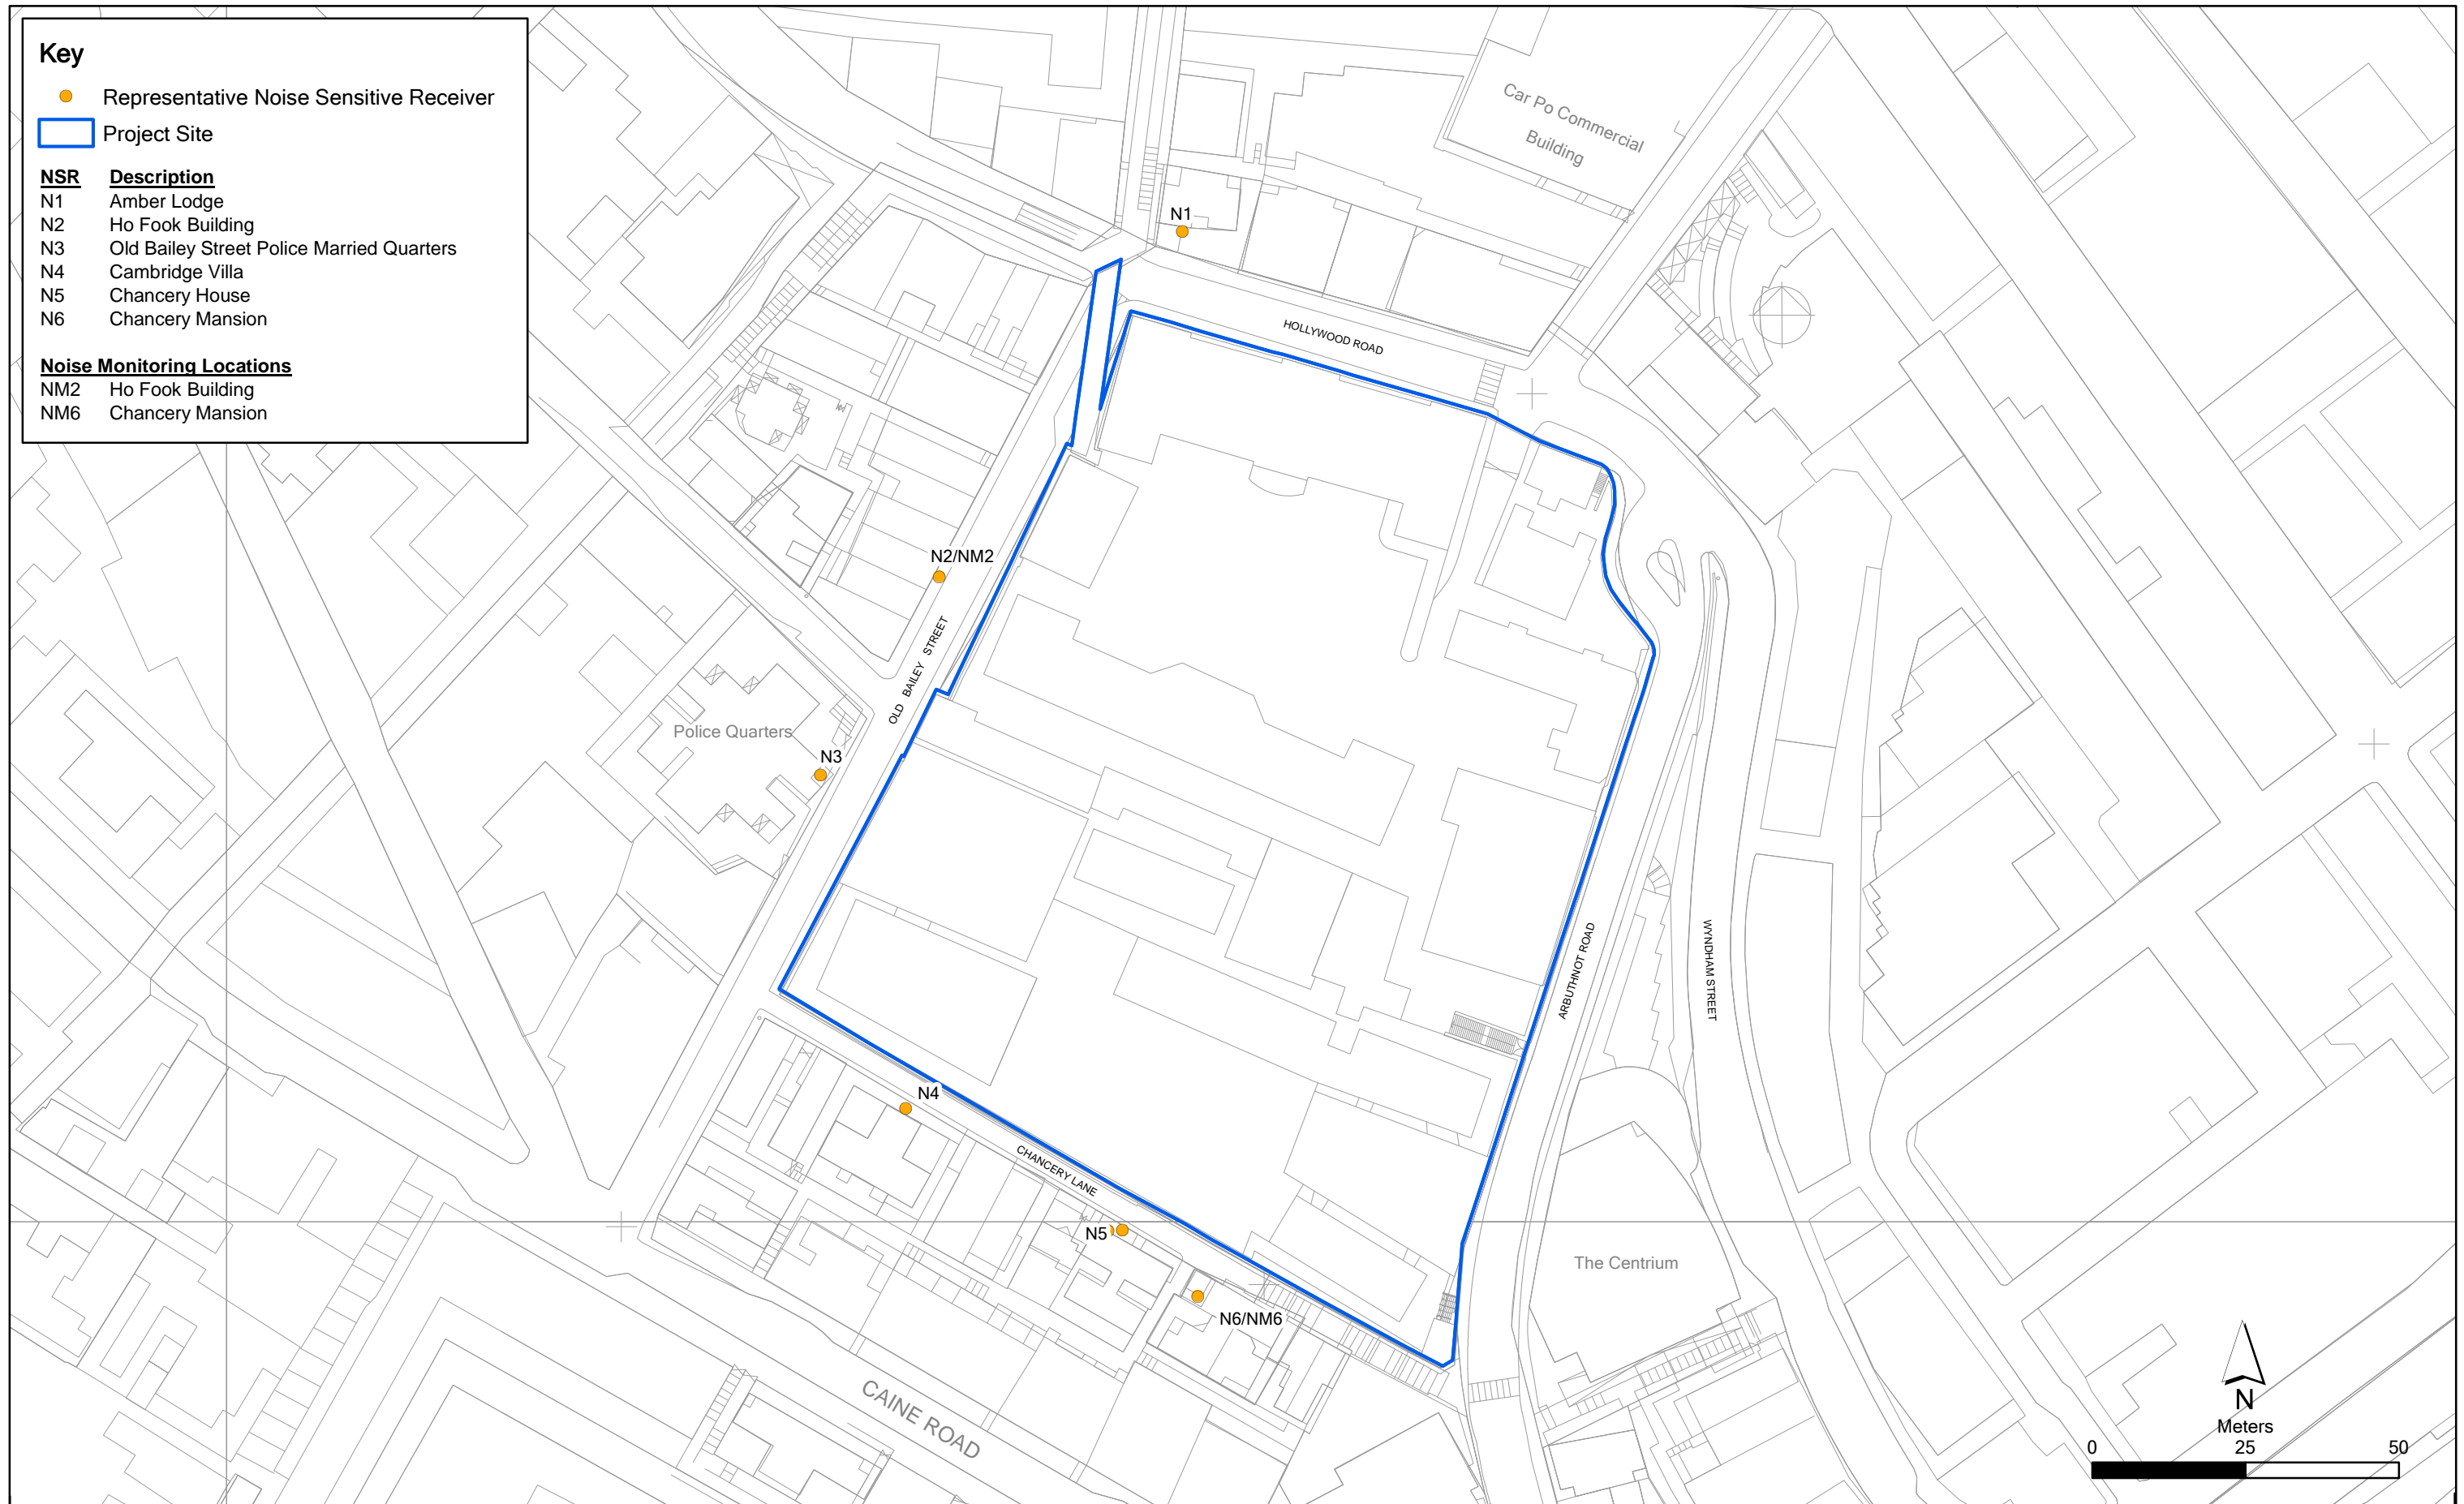 Key
Representative Noise Sensitive Receiver
Project Site
NSR Description
N1 Amber Lodge
N2 Ho Fook Building
N3 Old Bailey Street Police Married Quarters
N4 Cambridge Villa
N5 Chancery House
N6 Chancery Mansion
Noise Monitoring Locations
NM2 Ho Fook Building
NM6 Chancery Mansion
Car Po Commercial
Building
N1
HOLLYWOOD ROAD
N2/NM2
OLD BAILEY STREET
Police Quarters
N3
WYNDHAM STREET
ARBUTHNOT ROAD
N4
CHANCERY LANE
N5
The Centrium
N6/NM6
CAINE ROAD
N
Meters
0 25 50